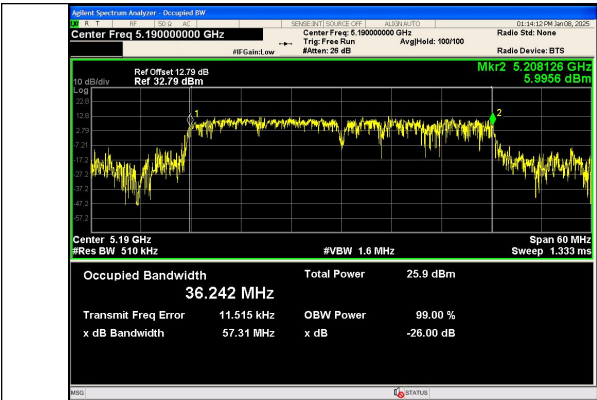 Agilent Spectrum Analyzer - Occupied BW
R T RF 50 Ω AC SENSE:INT SOURCE OFF ALIGN AUTO 01:14:12 PM Jan 08, 2025
Center Freq 5.190000000 GHz Center Freq: 5.190000000 GHz Radio Std: None
Trig: Free Run Avg|Hold: 100/100
#IFGain:Low #Atten: 26 dB Radio Device: BTS
Mkr2 5.208126 GHz
Ref Offset 12.79 dB
10 dB/div Ref 32.79 dBm 5.9956 dBm
Log
22.8
12.8
2.79
-7.21
-17.2
-27.2
-37.2
-47.2
-57.2
1
2
Center 5.19 GHz Span 60 MHz
#Res BW 510 kHz #VBW 1.6 MHz Sweep 1.333 ms
Occupied Bandwidth Total Power 25.9 dBm
36.242 MHz
Transmit Freq Error 11.515 kHz OBW Power 99.00 %
x dB Bandwidth 57.31 MHz x dB -26.00 dB
MSG STATUS